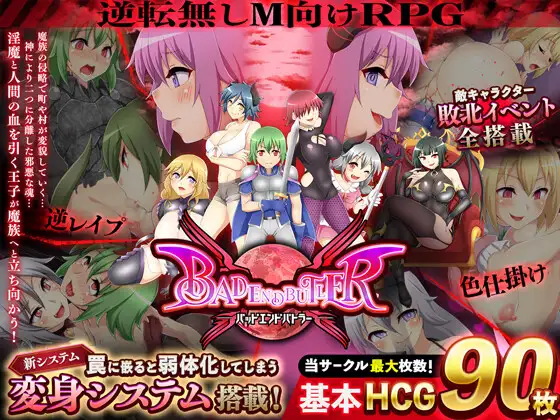 逆転無しM向けRPG
魔族の侵略で町や村が変貌していく…
神により二つに分離した邪悪な魂…
淫魔と人間の血を引く王子が魔族へと立ち向かう!
敵キャラクター
敗北イベント
全搭載
逆レイプ
色仕掛け
BAD END BUTLER
バッドエンドバトラー
新システム
罠に嵌ると弱体化してしまう
変身システム搭載!
当サークル最大枚数!
基本HCG90枚